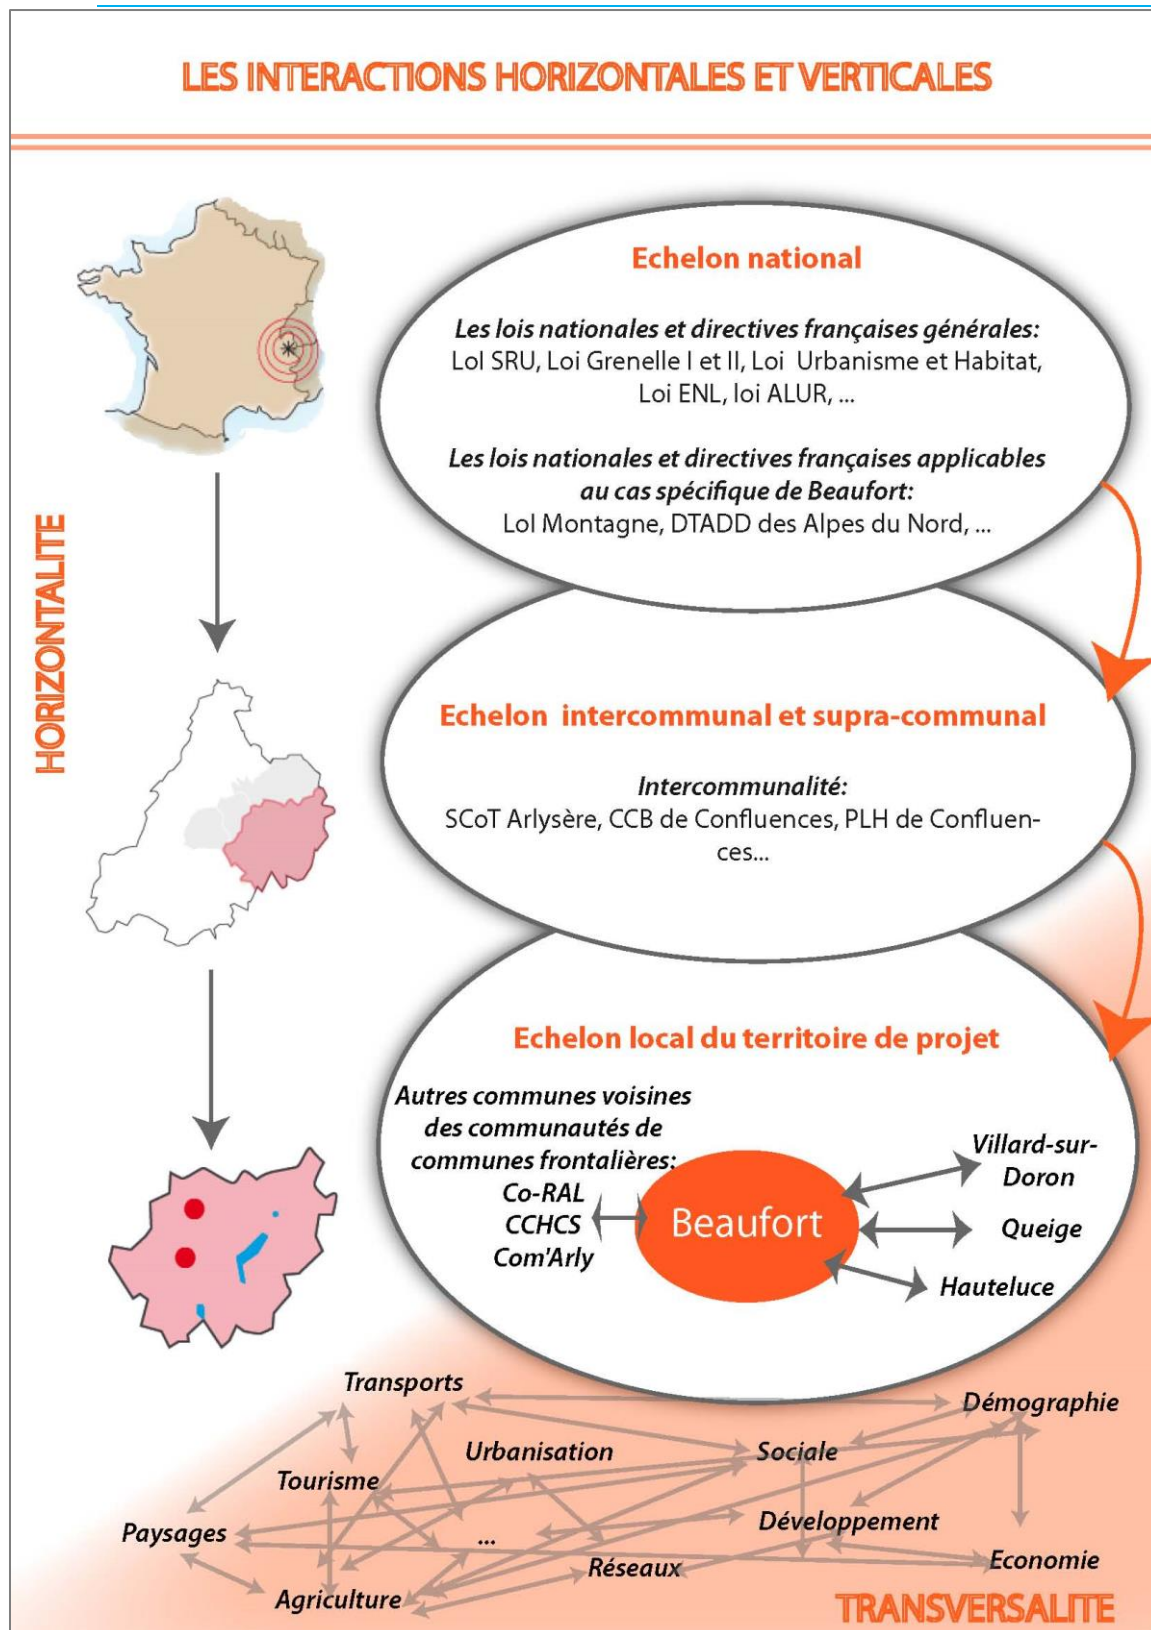 LES INTERACTIONS HORIZONTALES ET VERTICALES
HORIZONTALITE
Echelon national
Les lois nationales et directives françaises générales:
LoI SRU, Loi Grenelle I et II, Loi Urbanisme et Habitat,
Loi ENL, loi ALUR, ...
Les lois nationales et directives françaises applicables
au cas spécifique de Beaufort:
LoI Montagne, DTADD des Alpes du Nord, ...
Echelon intercommunal et supra-communal
Intercommunalité:
SCoT Arlysère, CCB de Confluences, PLH de Confluen-
ces...
Echelon local du territoire de projet
Autres communes voisines
des communautés de
communes frontalières:
Co-RAL
CCHCS
Com'Arly
Beaufort
Villard-sur-
Doron
Queige
Hauteluce
Transports
Démographie
Urbanisation
Sociale
Tourisme
Paysages
...
Développement
Réseaux
Economie
Agriculture
TRANSVERSALITE